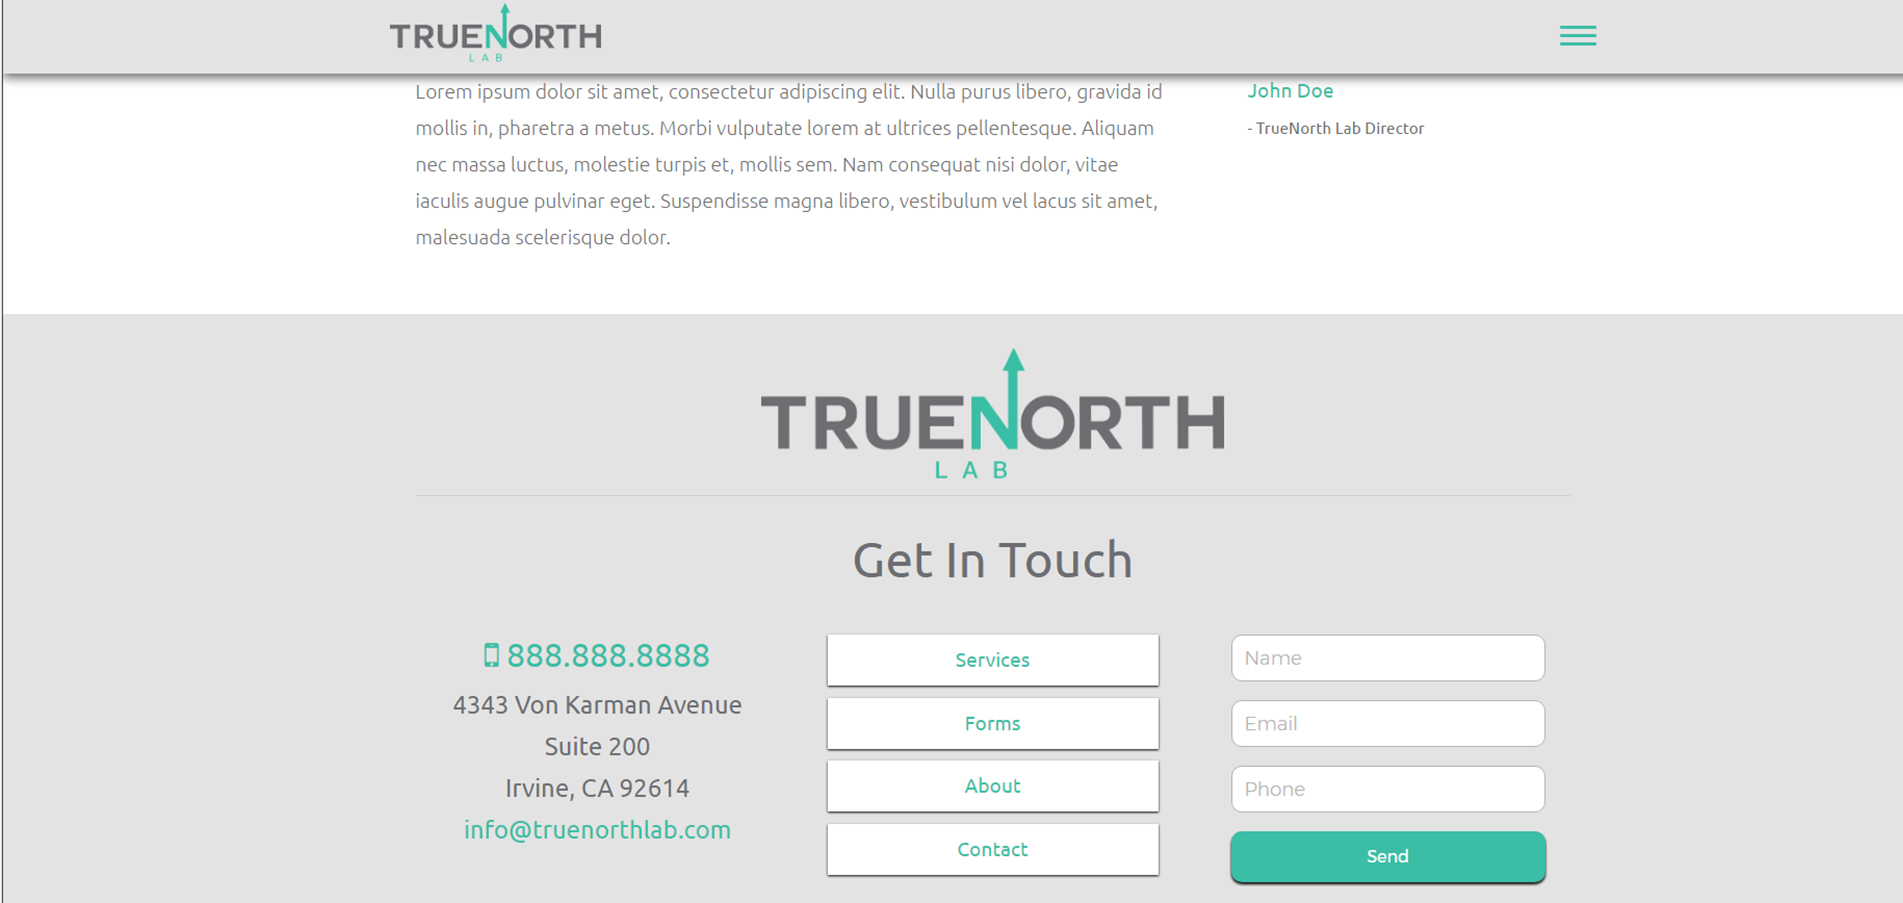 TRUENORTH
LAB
Lorem ipsum dolor sit amet, consectetur adipiscing elit. Nulla purus libero, gravida id
mollis in, pharetra a metus. Morbi vulputate lorem at ultrices pellentesque. Aliquam
nec massa luctus, molestie turpis et, mollis sem. Nam consequat nisi dolor, vitae
iaculis augue pulvinar eget. Suspendisse magna libero, vestibulum vel lacus sit amet,
malesuada scelerisque dolor.
John Doe
- TrueNorth Lab Director
TRUENORTH
LAB
Get In Touch
888.888.8888
4343 Von Karman Avenue
Suite 200
Irvine, CA 92614
info@truenorthlab.com
Services
Forms
About
Contact
Name
Email
Phone
Send